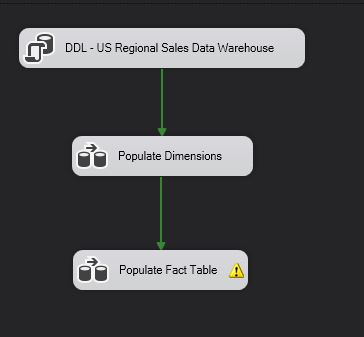 DDL - US Regional Sales Data Warehouse
Populate Dimensions
Populate Fact Table